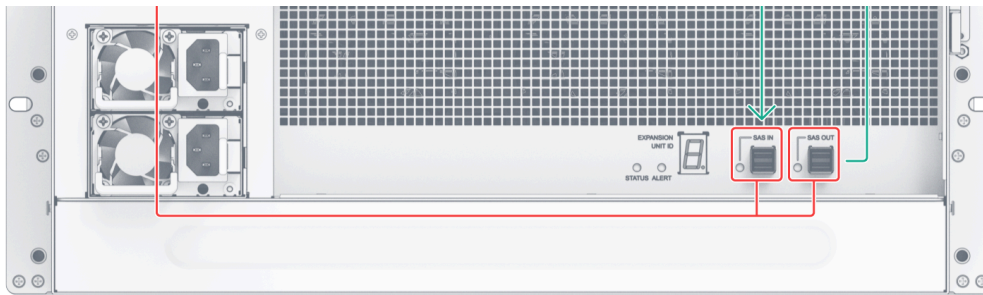 EXPANSION
UNIT ID
SAS IN
SAS OUT
STATUS ALERT